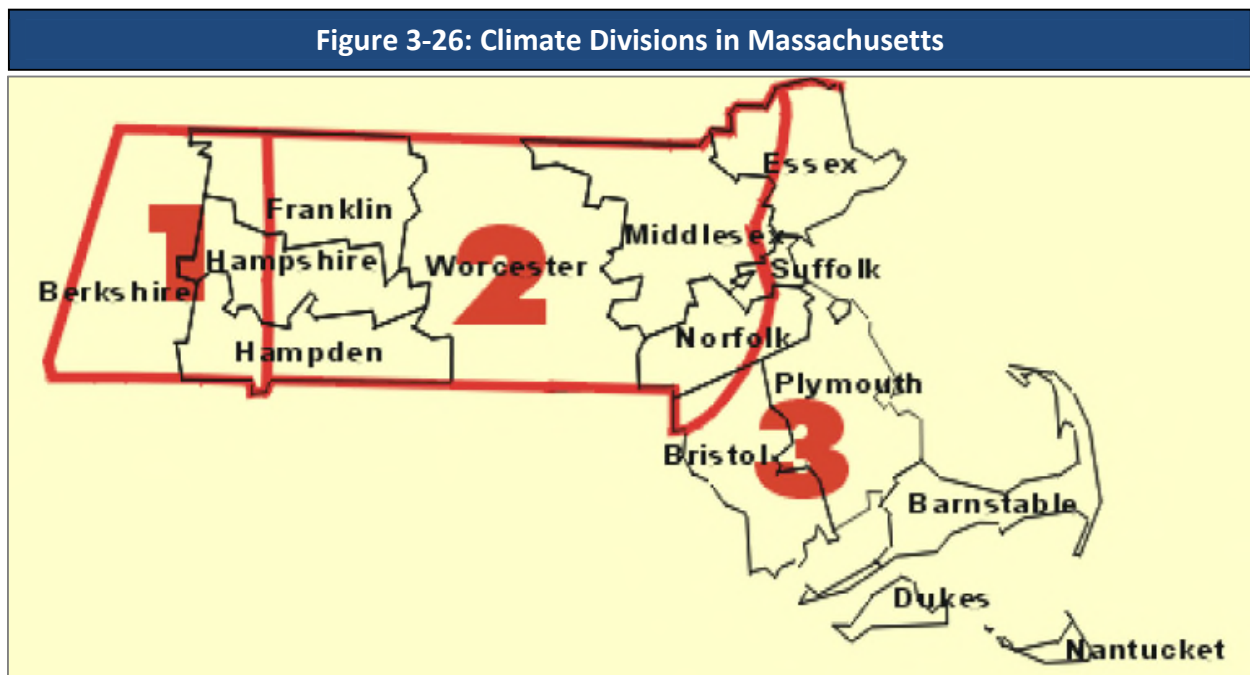 Figure 3-26: Climate Divisions in Massachusetts
Essex
Franklin
1
Middlesex
Hampshire
Worcester
Suffolk
Berkshire
2
Norfolk
Hampden
Plymouth
Bristol
3
Barnstable
Dukes
Nantucket